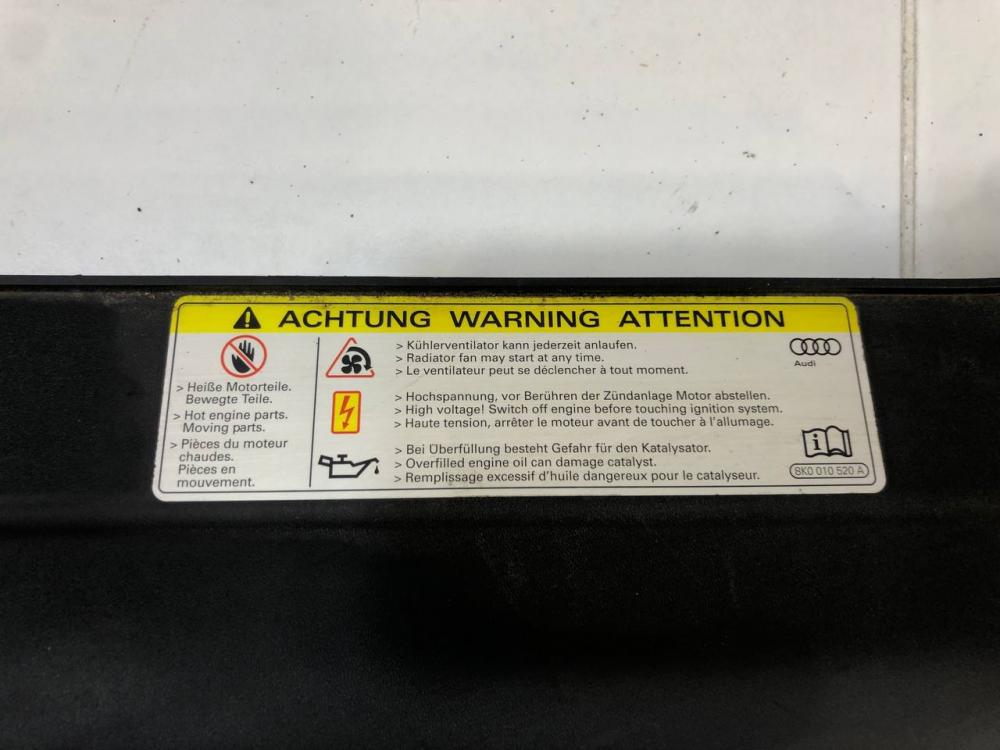 ACHTUNG WARNING ATTENTION
> Heiße Motorteile.
Bewegte Teile.
> Hot engine parts.
Moving parts.
> Pièces du moteur
chaudes.
Pièces en
mouvement.
> Kühlerventilator kann jederzeit anlaufen.
> Radiator fan may start at any time.
> Le ventilateur peut se déclencher à tout moment.
> Hochspannung, vor Berühren der Zündanlage Motor abstellen.
> High voltage! Switch off engine before touching ignition system.
> Haute tension, arrêter le moteur avant de toucher à l'allumage.
> Bei Überfüllung besteht Gefahr für den Katalysator.
> Overfilled engine oil can damage catalyst.
> Remplissage excessif d'huile dangereux pour le catalyseur.
Audi
i
8K0 010 520 A